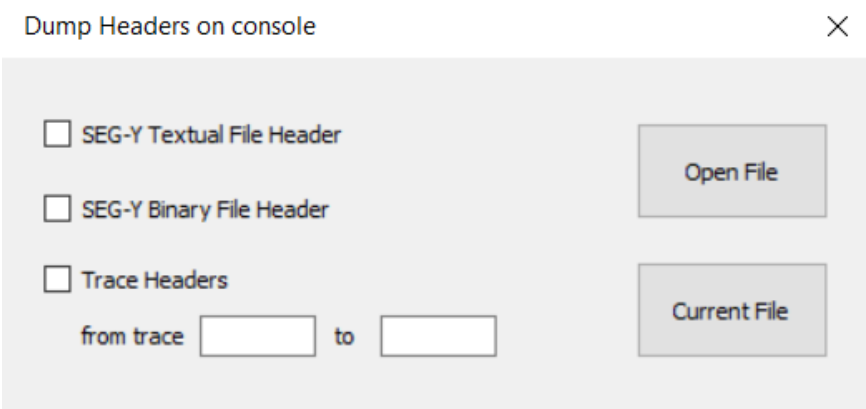 Dump Headers on console
SEG-Y Textual File Header
Open File
SEG-Y Binary File Header
Trace Headers
from trace to
Current File